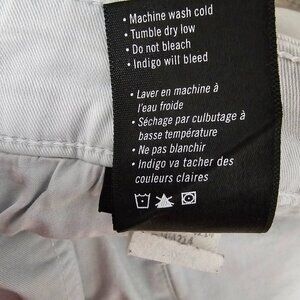 • Machine wash cold
• Tumble dry low
• Do not bleach
• Indigo will bleed
• Laver en machine à
l'eau froide
• Séchage par culbutage à
basse température
• Ne pas blanchir
• Indigo va tacher des
couleurs claires